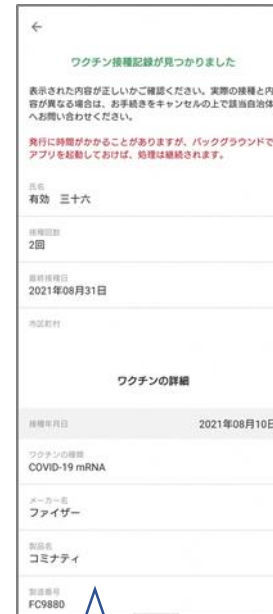 ワクチン接種記録が見つかりました
表示された内容が正しいかご確認ください。実際の接種と内
容が異なる場合は、お手続きをキャンセルの上で該当自治体
へお問い合わせください。
発行に時間がかかることがありますが、バックグラウンドで
アプリを起動しておけば、処理は継続されます。
氏名
有効 三十六
接種回数
2回
最終接種日
2021年08月31日
市区町村
ワクチンの詳細
接種年月日
2021年08月10日
ワクチンの種類
COVID-19 mRNA
メーカー名
ファイザー
製品名
コミナティ
製造番号
FC9880